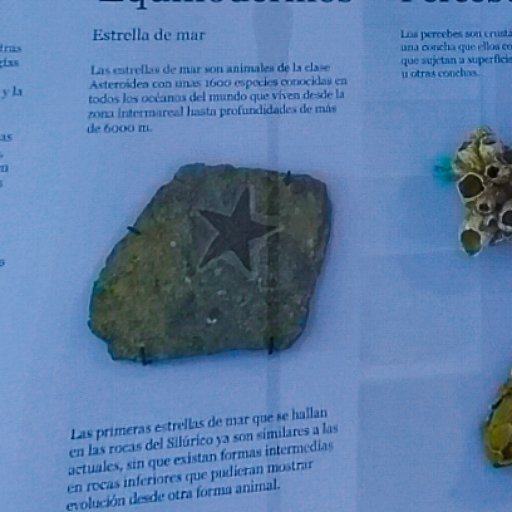 Equinodermos
Estrella de mar
Las estrellas de mar son animales de la clase
Asteroidea con unas 1600 especies conocidas en
todos los océanos del mundo que viven desde la
zona intermareal hasta profundidades de más
de 6000 m.
Las primeras estrellas de mar que se hallan
en las rocas del Silúrico ya son similares a las
actuales, sin que existan formas intermedias
en rocas inferiores que pudieran mostrar
evolución desde otra forma animal.
Los percebes son
una concha que ellos
que sujetan a
u otras conchas.
y la